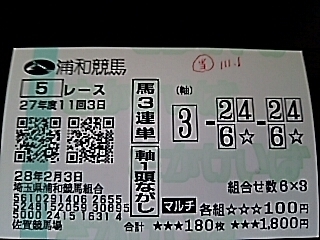 浦和競馬
5 レース
27年度11回3日
馬3連単
軸1頭ながし
(軸)
3 - 24 6☆ - 24 6☆
28年2月3日
埼玉県浦和競馬組合
佐賀競馬場
マルチ
組合せ数6×3
各組☆☆☆100円
合計 ★★★180枚 ★★★1,800円